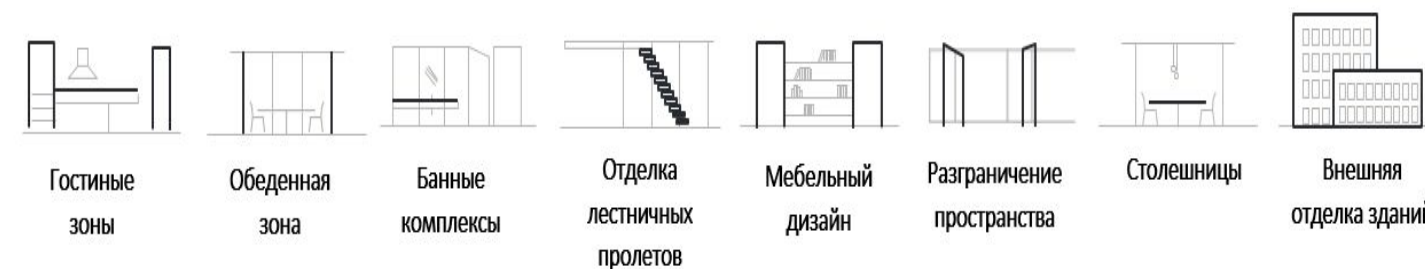 Гостиные
зоны
Обеденная
зона
Банные
комплексы
Отделка
лестничных
пролетов
Мебельный
дизайн
Разграничение
пространства
Столешницы
Внешняя
отделка здани